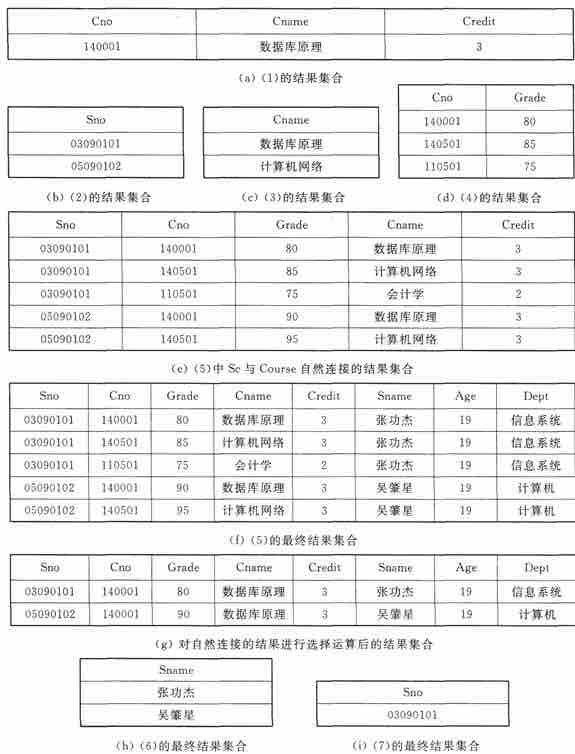 Cno Cname Credit
140001 数据库原理 3
(a) (1)的结果集合
Sno
03090101
05090102
(b) (2)的结果集合
Cname
数据库原理
计算机网络
(c) (3)的结果集合
Cno Grade
140001 80
140501 85
110501 75
(d) (4)的结果集合
Sno Cno Grade Cname Credit
03090101 140001 80 数据库原理 3
03090101 140501 85 计算机网络 3
03090101 110501 75 会计学 2
05090102 140001 90 数据库原理 3
05090102 140501 95 计算机网络 3
(e) (5)中 Sc 与 Course 自然连接的结果集合
Sno Cno Grade Cname Credit Sname Age Dept
03090101 140001 80 数据库原理 3 张功杰 19 信息系统
03090101 140501 85 计算机网络 3 张功杰 19 信息系统
03090101 110501 75 会计学 2 张功杰 19 信息系统
05090102 140001 90 数据库原理 3 吴肇星 19 计算机
05090102 140501 95 计算机网络 3 吴肇星 19 计算机
(f) (5)的最终结果集合
Sno Cno Grade Cname Credit Sname Age Dept
03090101 140001 80 数据库原理 3 张功杰 19 信息系统
05090102 140001 90 数据库原理 3 吴肇星 19 计算机
(g) 对自然连接的结果进行选择运算后的结果集合
Sname
张功杰
吴肇星
(h) (6)的最终结果集合
Sno
03090101
(i) (7)的最终结果集合